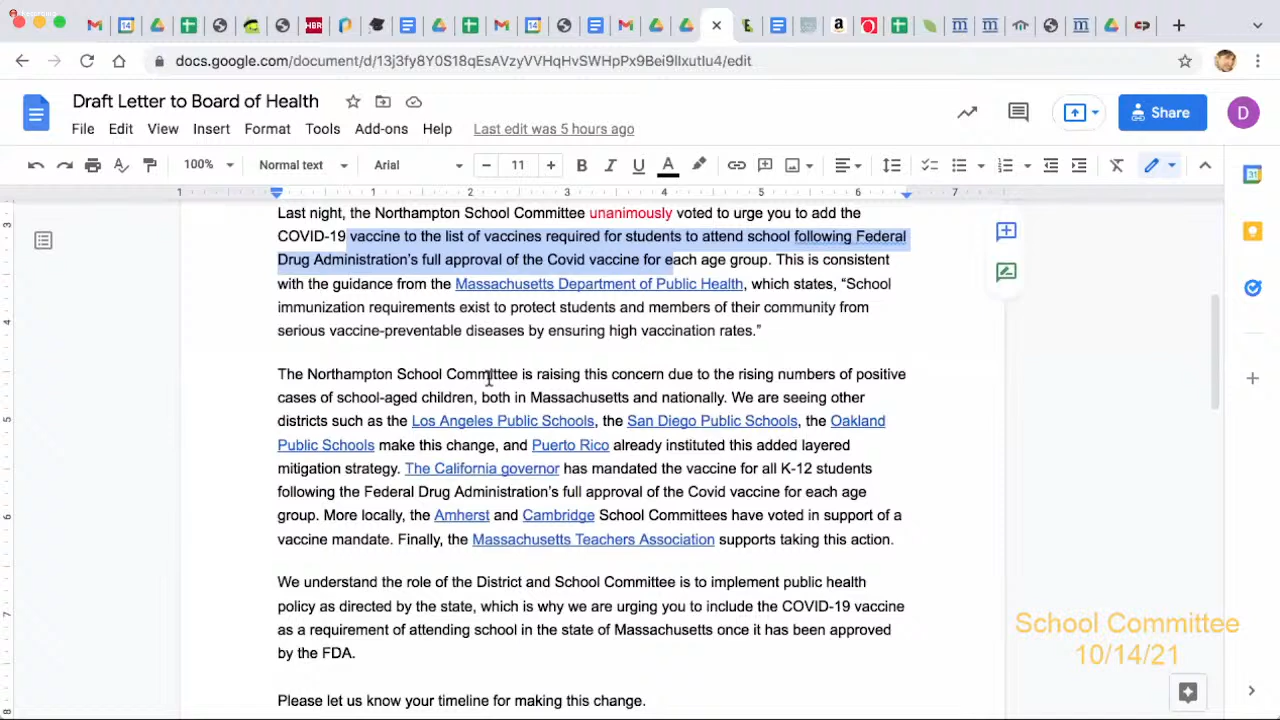 docs.google.com/document/d/13j3fy8Y0S18qEsAVzyVVHqHvSWHpPx9Bei9lIxutlu4/edit
Draft Letter to Board of Health
File Edit View Insert Format Tools Add-ons Help Last edit was 5 hours ago
Share
D
100% Normal text Arial 11
1 1 2 3 4 5 6 7
Last night, the Northampton School Committee unanimously voted to urge you to add the
COVID-19 vaccine to the list of vaccines required for students to attend school following Federal
Drug Administration's full approval of the Covid vaccine for each age group. This is consistent
with the guidance from the Massachusetts Department of Public Health, which states, “School
immunization requirements exist to protect students and members of their community from
serious vaccine-preventable diseases by ensuring high vaccination rates.”
The Northampton School Committee is raising this concern due to the rising numbers of positive
cases of school-aged children, both in Massachusetts and nationally. We are seeing other
districts such as the Los Angeles Public Schools, the San Diego Public Schools, the Oakland
Public Schools make this change, and Puerto Rico already instituted this added layered
mitigation strategy. The California governor has mandated the vaccine for all K-12 students
following the Federal Drug Administration's full approval of the Covid vaccine for each age
group. More locally, the Amherst and Cambridge School Committees have voted in support of a
vaccine mandate. Finally, the Massachusetts Teachers Association supports taking this action.
We understand the role of the District and School Committee is to implement public health
policy as directed by the state, which is why we are urging you to include the COVID-19 vaccine
as a requirement of attending school in the state of Massachusetts once it has been approved
by the FDA.
Please let us know your timeline for making this change.
School Committee
10/14/21